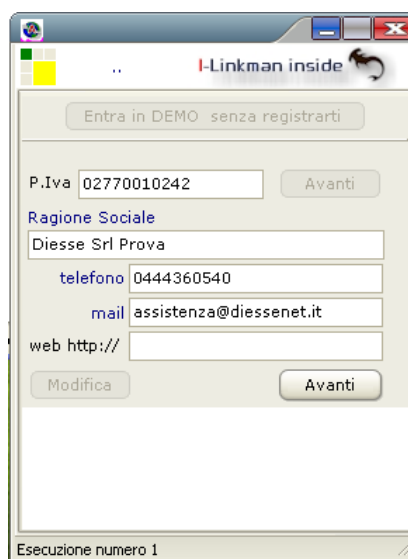 ..
I-Linkman inside
Entra in DEMO senza registrarti
P.Iva 02770010242 Avanti
Ragione Sociale
Diesse Srl Prova
telefono 0444360540
mail assistenza@diessenet.it
web http://
Modifica Avanti
Esecuzione numero 1